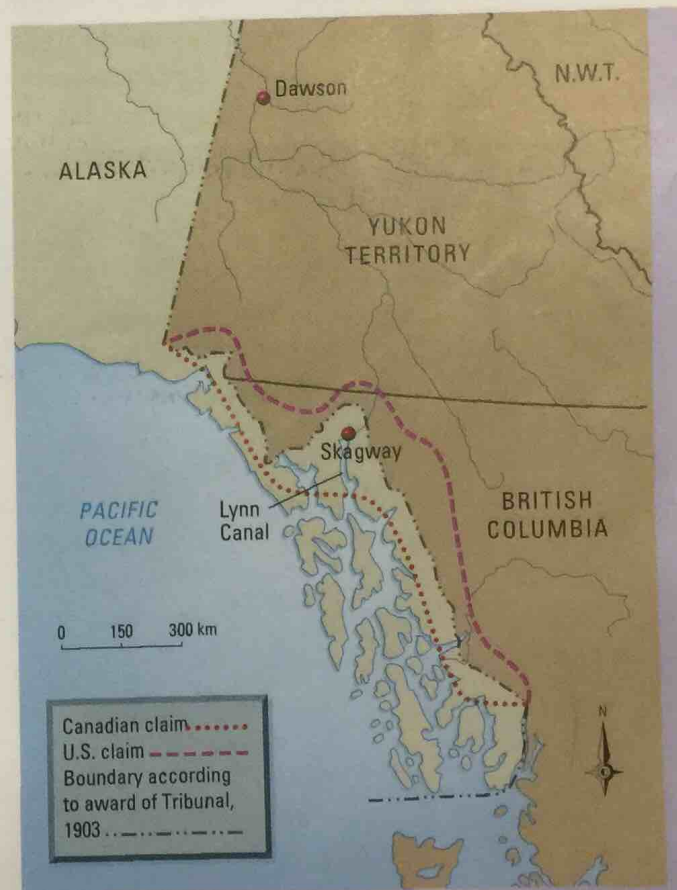 Dawson
N.W.T.
ALASKA
YUKON
TERRITORY
Skagway
Lynn
Canal
PACIFIC
OCEAN
BRITISH
COLUMBIA
0 150 300 km
Canadian claim
U.S. claim
Boundary according
to award of Tribunal,
1903
N